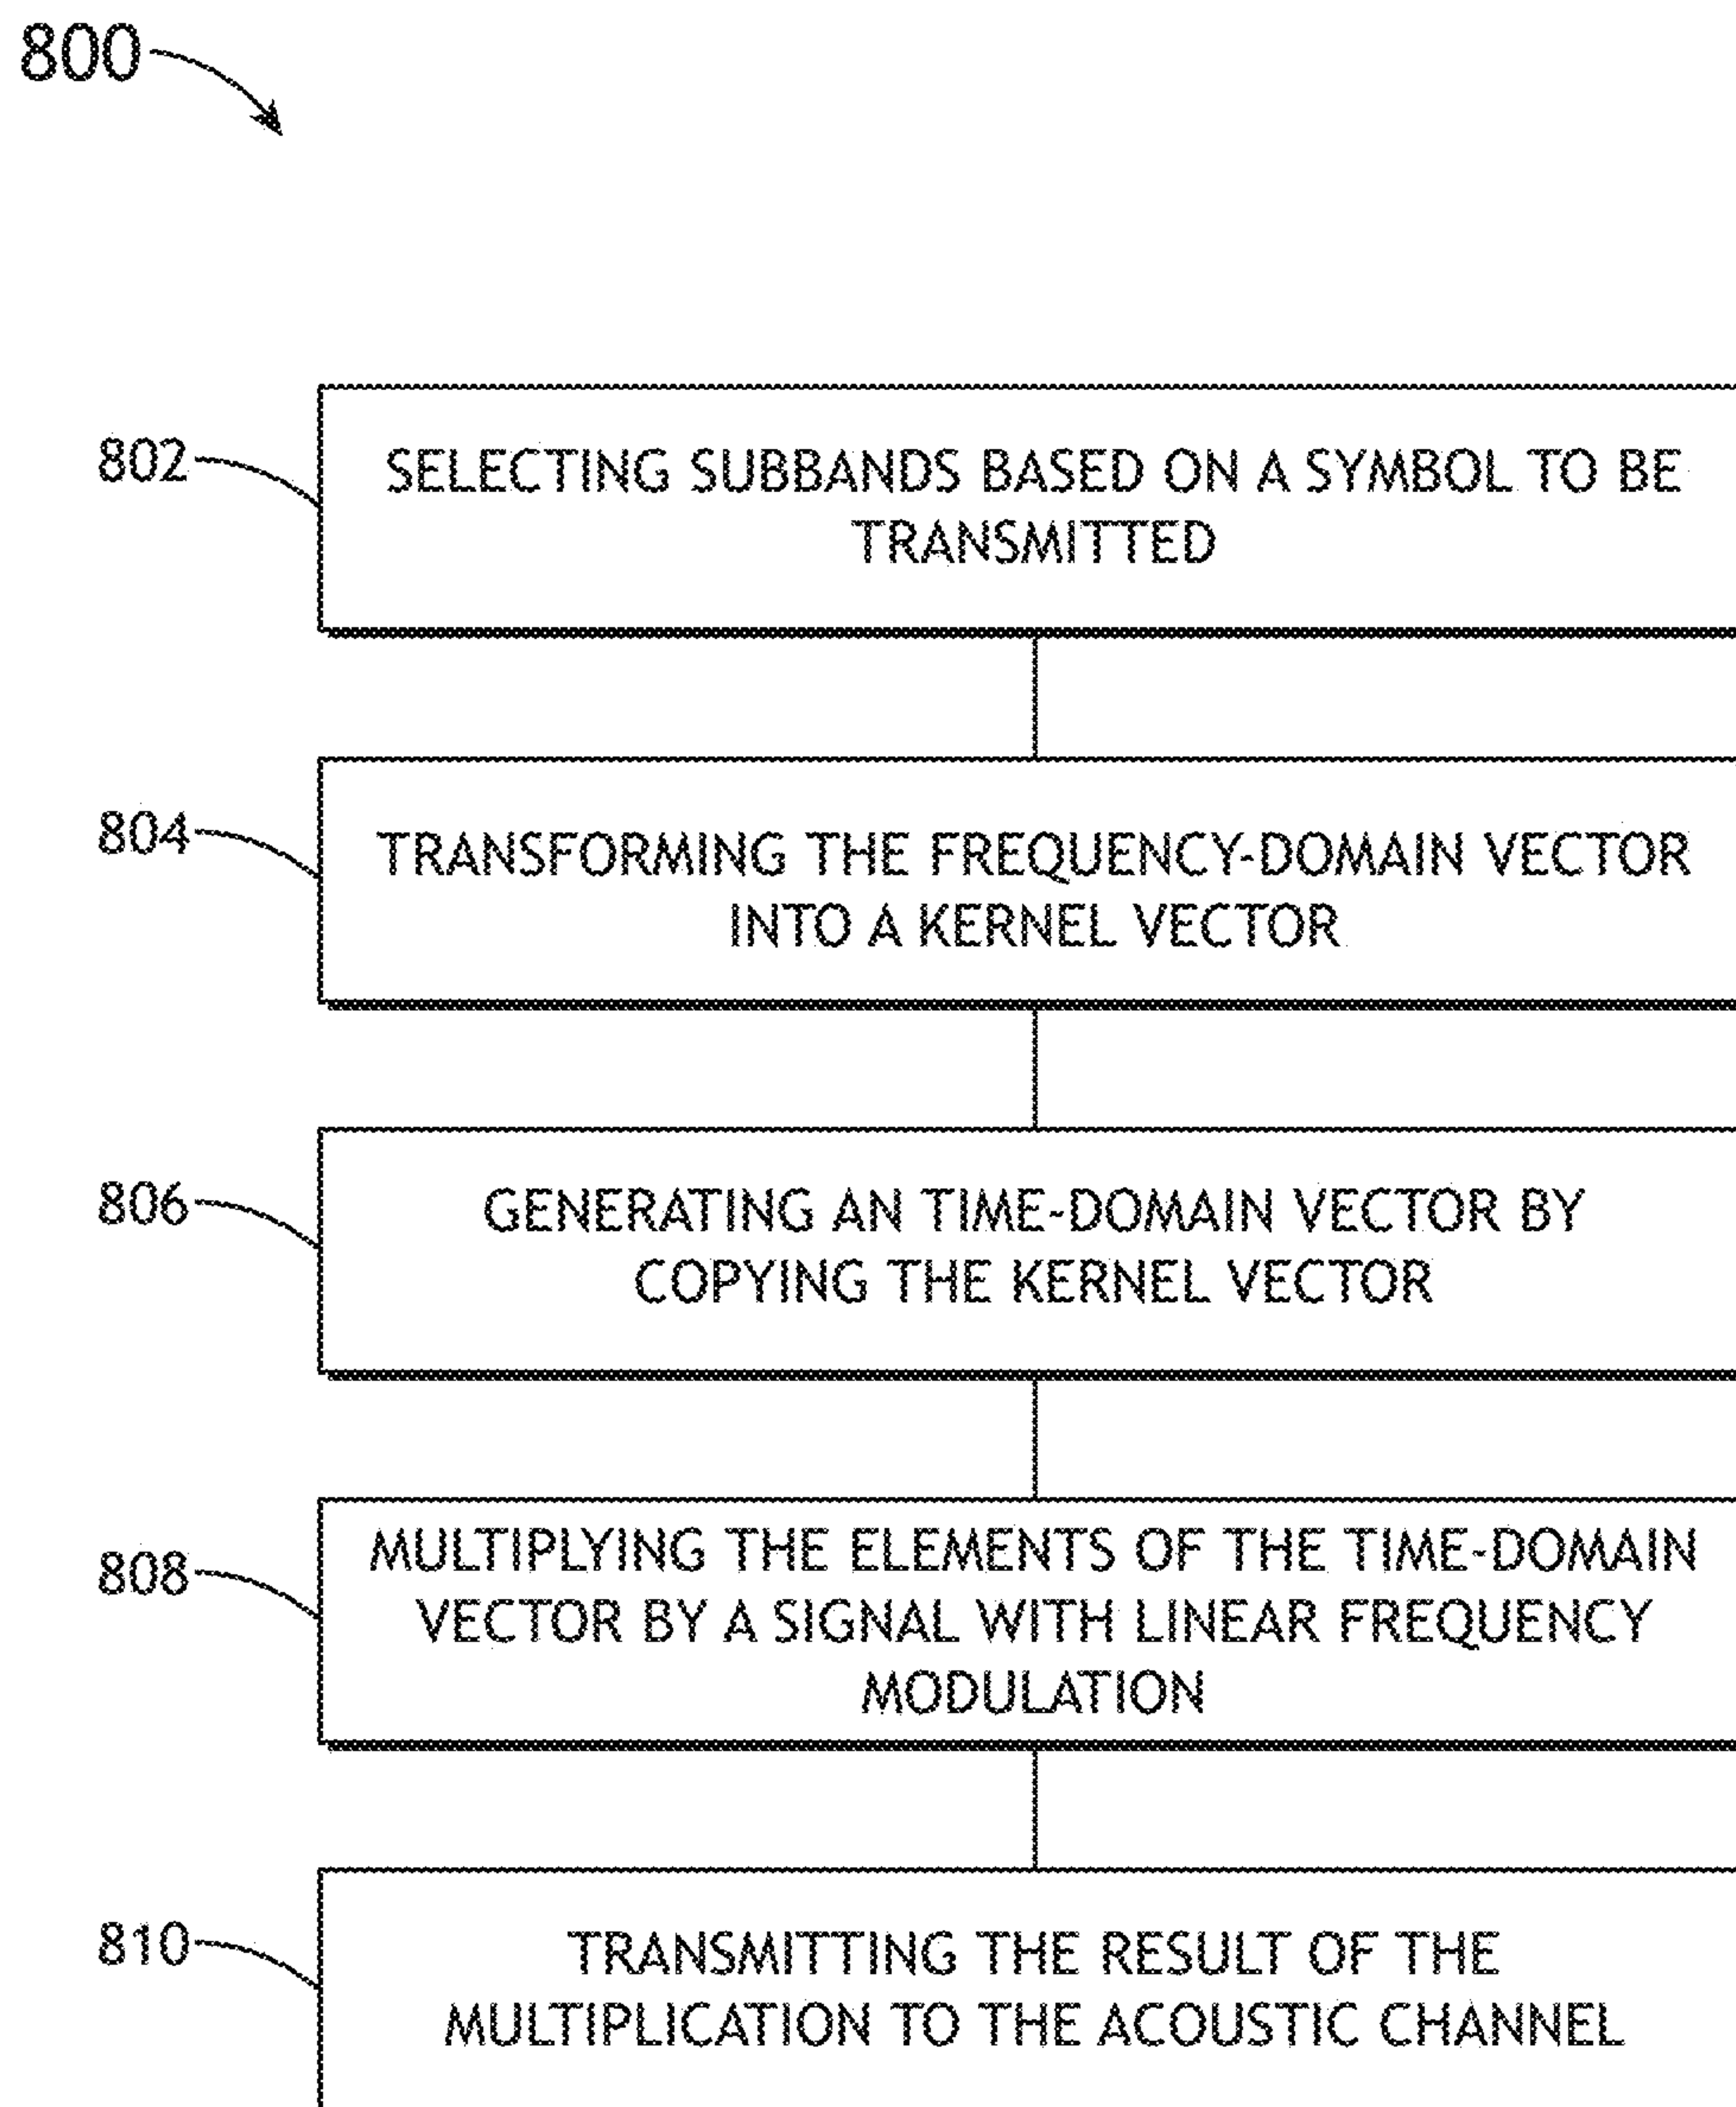 800
802
SELECTING SUBBANDS BASED ON A SYMBOL TO BE
TRANSMITTED
804
TRANSFORMING THE FREQUENCY-DOMAIN VECTOR
INTO A KERNEL VECTOR
806
GENERATING AN TIME-DOMAIN VECTOR BY
COPYING THE KERNEL VECTOR
808
MULTIPLYING THE ELEMENTS OF THE TIME-DOMAIN
VECTOR BY A SIGNAL WITH LINEAR FREQUENCY
MODULATION
810
TRANSMITTING THE RESULT OF THE
MULTIPLICATION TO THE ACOUSTIC CHANNEL